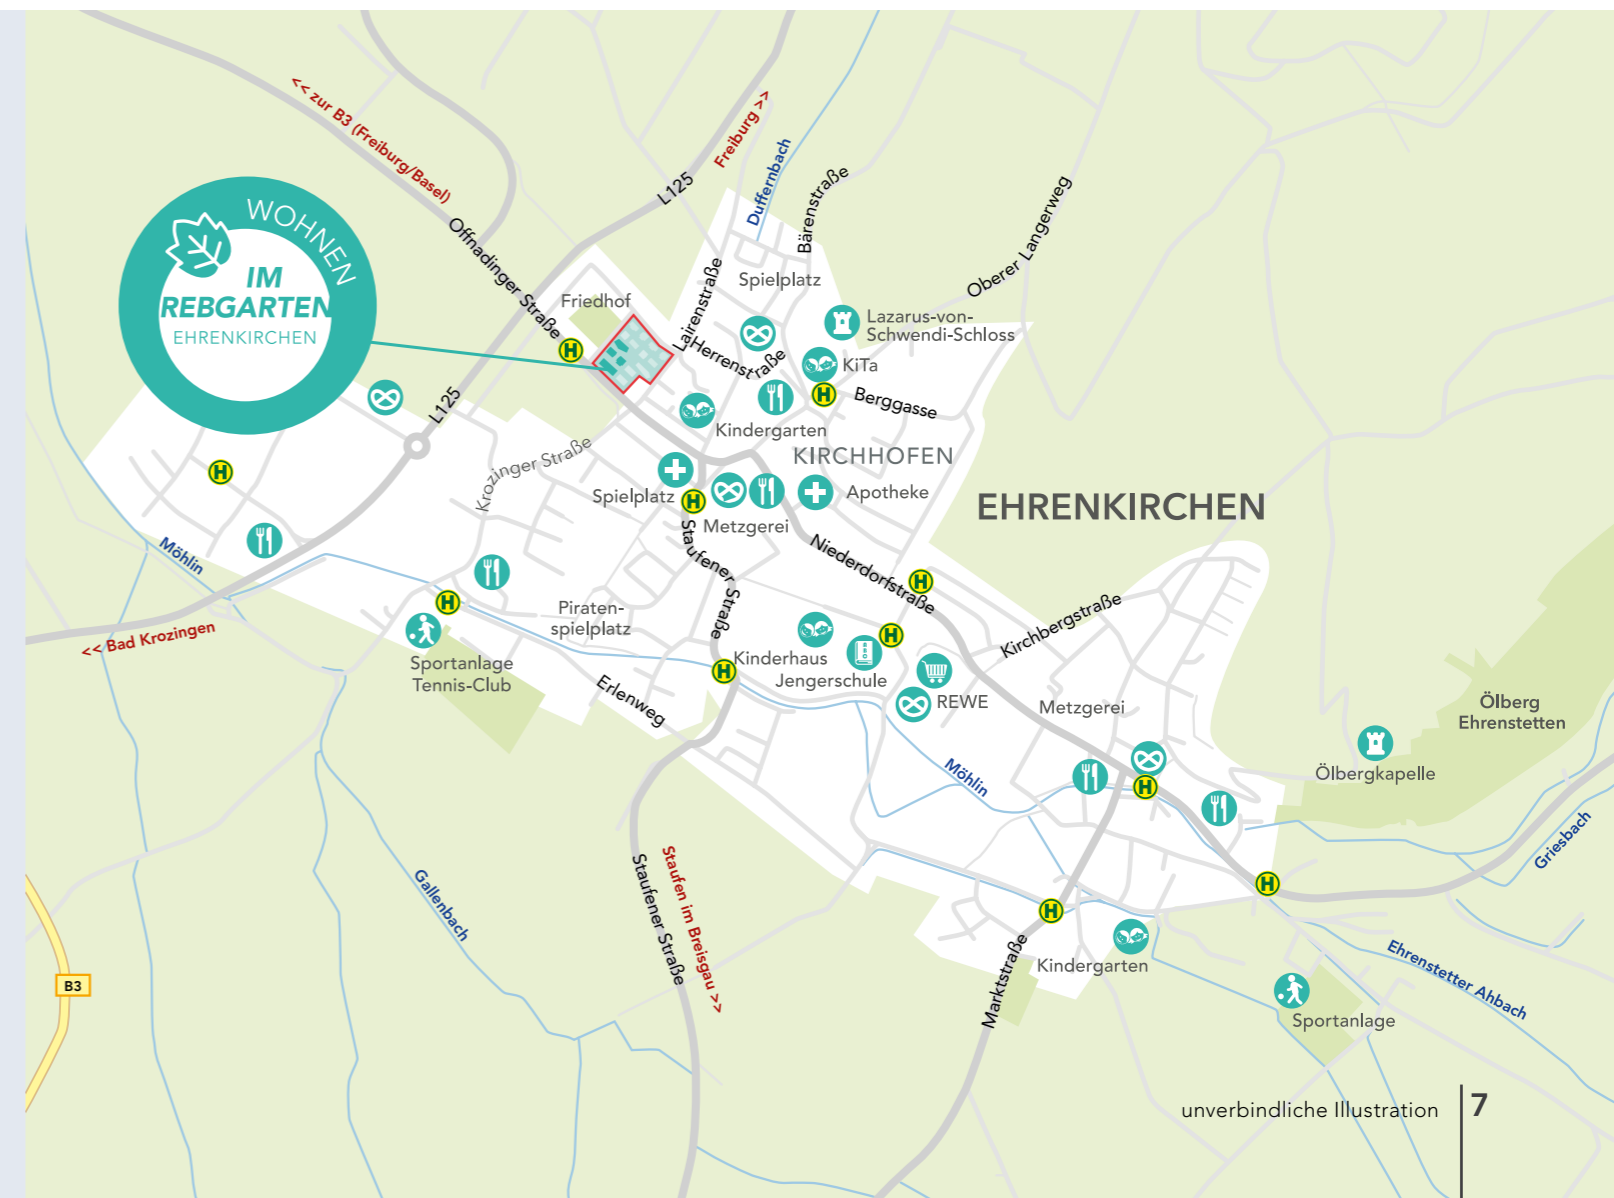 << zur B3 (Freiburg/Basel)
Freiburg >>
L125
Duffernbach
Bärenstraße
Oberer Langerweg
WOHNEN
IM
REBGARTEN
EHRENKIRCHEN
Offnadinger Straße
Friedhof
Lairenstraße
Spielplatz
Herrenstraße
Lazarus-von-
Schwendi-Schloss
KiTa
Berggasse
H
H
L125
Kindergarten
KIRCHHOFEN
Krozinger Straße
H
Spielplatz
H
Metzgerei
Apotheke
EHRENKIRCHEN
Staufener Straße
Niederdorfstraße
H
Möhlin
<< Bad Krozingen
H
Piraten-
spielplatz
Kirchbergstraße
H
Sportanlage
Tennis-Club
Erlenweg
H
Kinderhaus
Jengerschule
REWE
Metzgerei
Ölberg
Ehrenstetten
Ölbergkapelle
Möhlin
H
Griesbach
Gallenbach
Staufener Straße
Staufen im Breisgau >>
H
H
Marktstraße
Kindergarten
Ehrenstetter Ahbach
B3
Sportanlage
unverbindliche Illustration
7